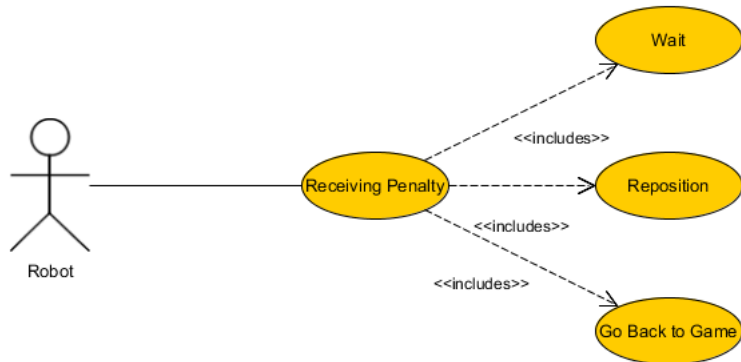 Wait
<<includes>>
Receiving Penalty
Reposition
<<includes>>
Robot
<<includes>>
Go Back to Game